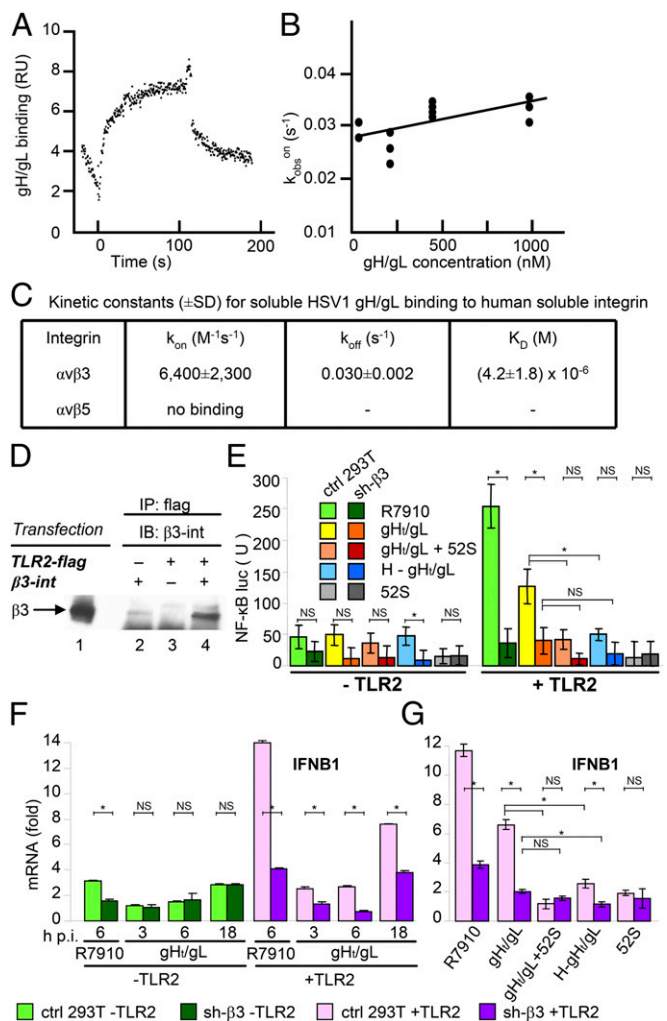 A
gH/gL binding (RU)
10
8
6
4
2
0
100
200
Time (s)
B
k obs on (s⁻¹)
0.04
0.03
0.02
0.01
0
500
1000
gH/gL concentration (nM)
C Kinetic constants (±SD) for soluble HSV1 gH/gL binding to human soluble integrin
Integrin kon (M⁻¹s⁻¹) koff (s⁻¹) KD (M)
αvβ3 6,400±2,300 0.030±0.002 (4.2±1.8) x 10⁻⁶
αvβ5 no binding - -
D
IP: flag
Transfection IB: β3-int
TLR2-flag – + +
β3-int + – +
β3
1 2 3 4
E
NF-κB luc (U)
300
250
200
150
100
50
0
ctrl 293T
sh-β3
R7910
gHt/gL
gHt/gL + 52S
H - gHt/gL
52S
* * NS NS NS
*
NS
NS NS NS * NS
- TLR2 + TLR2
F
IFNB1
mRNA (fold)
14
12
10
8
6
4
2
0
* NS NS NS * * * *
h p.i. 6 3 6 18 6 3 6 18
R7910 gHt/gL R7910 gHt/gL
-TLR2 +TLR2
G
IFNB1
12
10
8
6
4
2
0
* * NS * NS
*
*
NS
R7910
gHt/gL
gHt/gL+52S
H-gHt/gL
52S
ctrl 293T -TLR2 sh-β3 -TLR2 ctrl 293T +TLR2 sh-β3 +TLR2